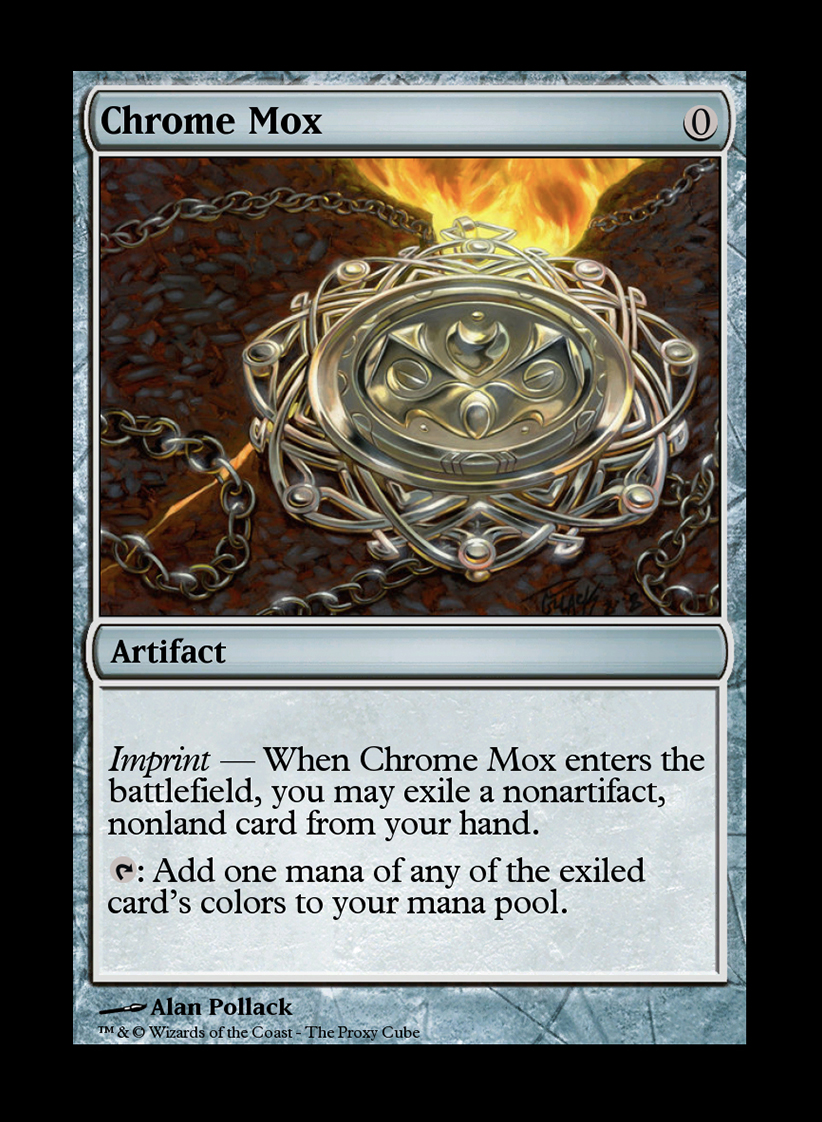 Chrome Mox 0
Artifact
Imprint — When Chrome Mox enters the
battlefield, you may exile a nonartifact,
nonland card from your hand.
: Add one mana of any of the exiled
card's colors to your mana pool.
Alan Pollack
™ & © Wizards of the Coast - The Proxy Cube